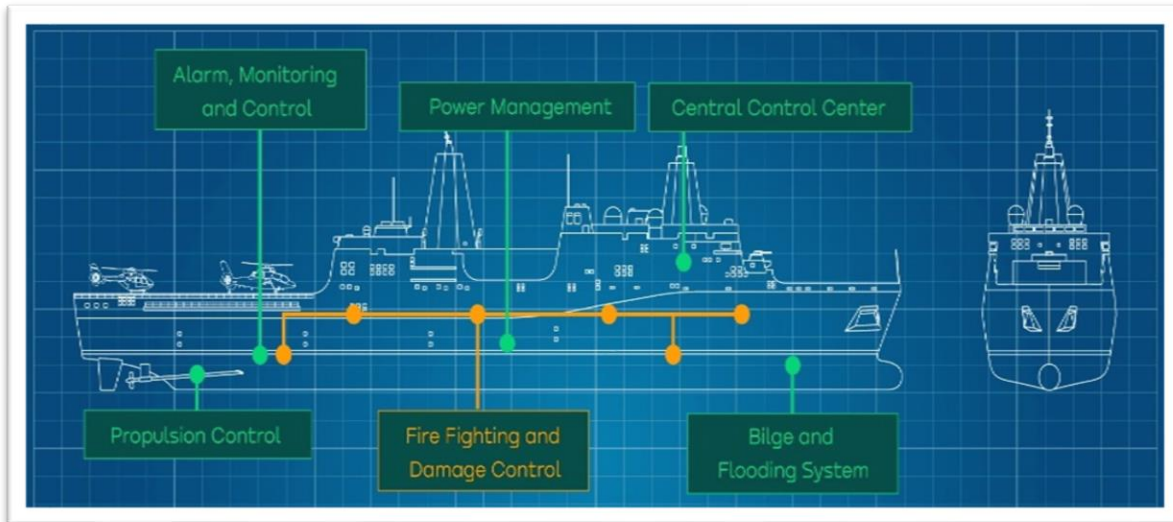 Alarm, Monitoring
and Control
Power Management
Central Control Center
Propulsion Control
Fire Fighting and
Damage Control
Bilge and
Flooding System